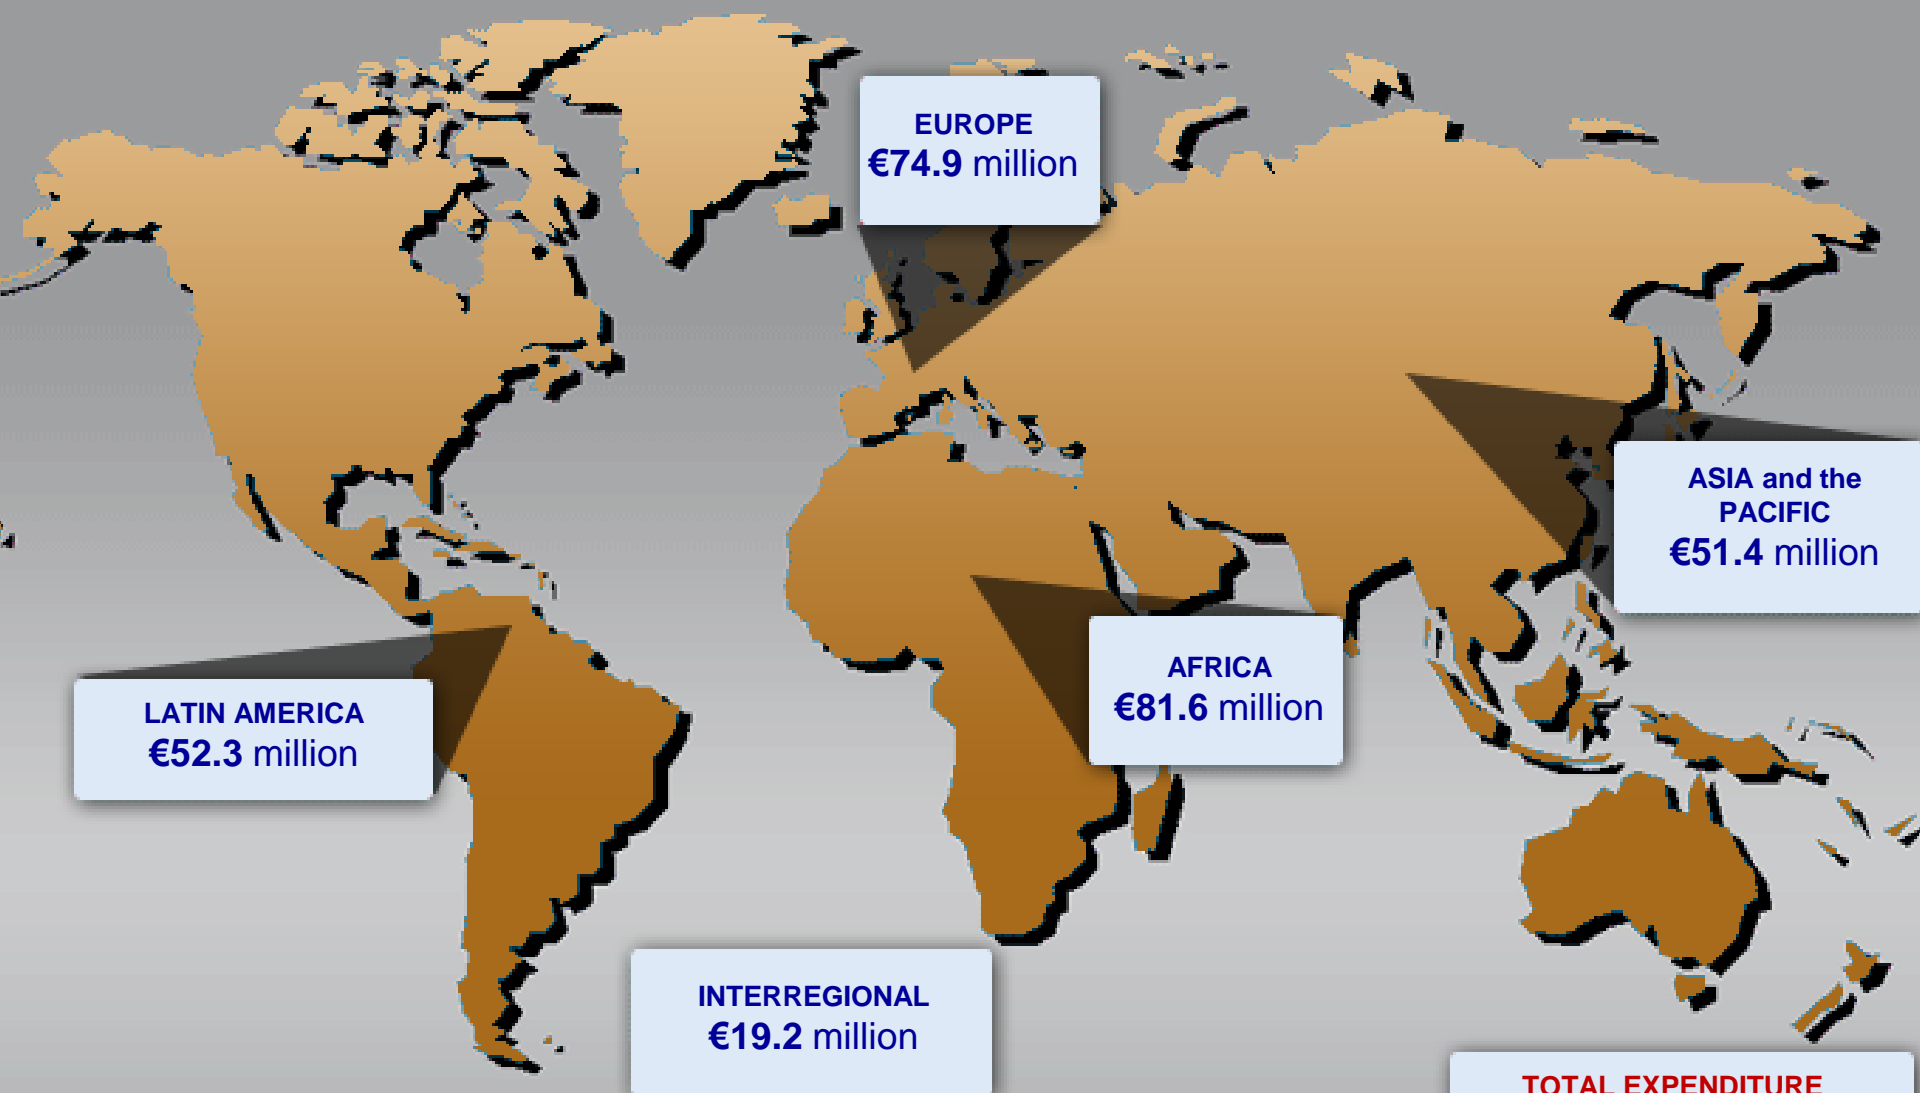 EUROPE
€74.9 million
ASIA and the
PACIFIC
€51.4 million
AFRICA
€81.6 million
LATIN AMERICA
€52.3 million
INTERREGIONAL
€19.2 million
TOTAL EXPENDITURE